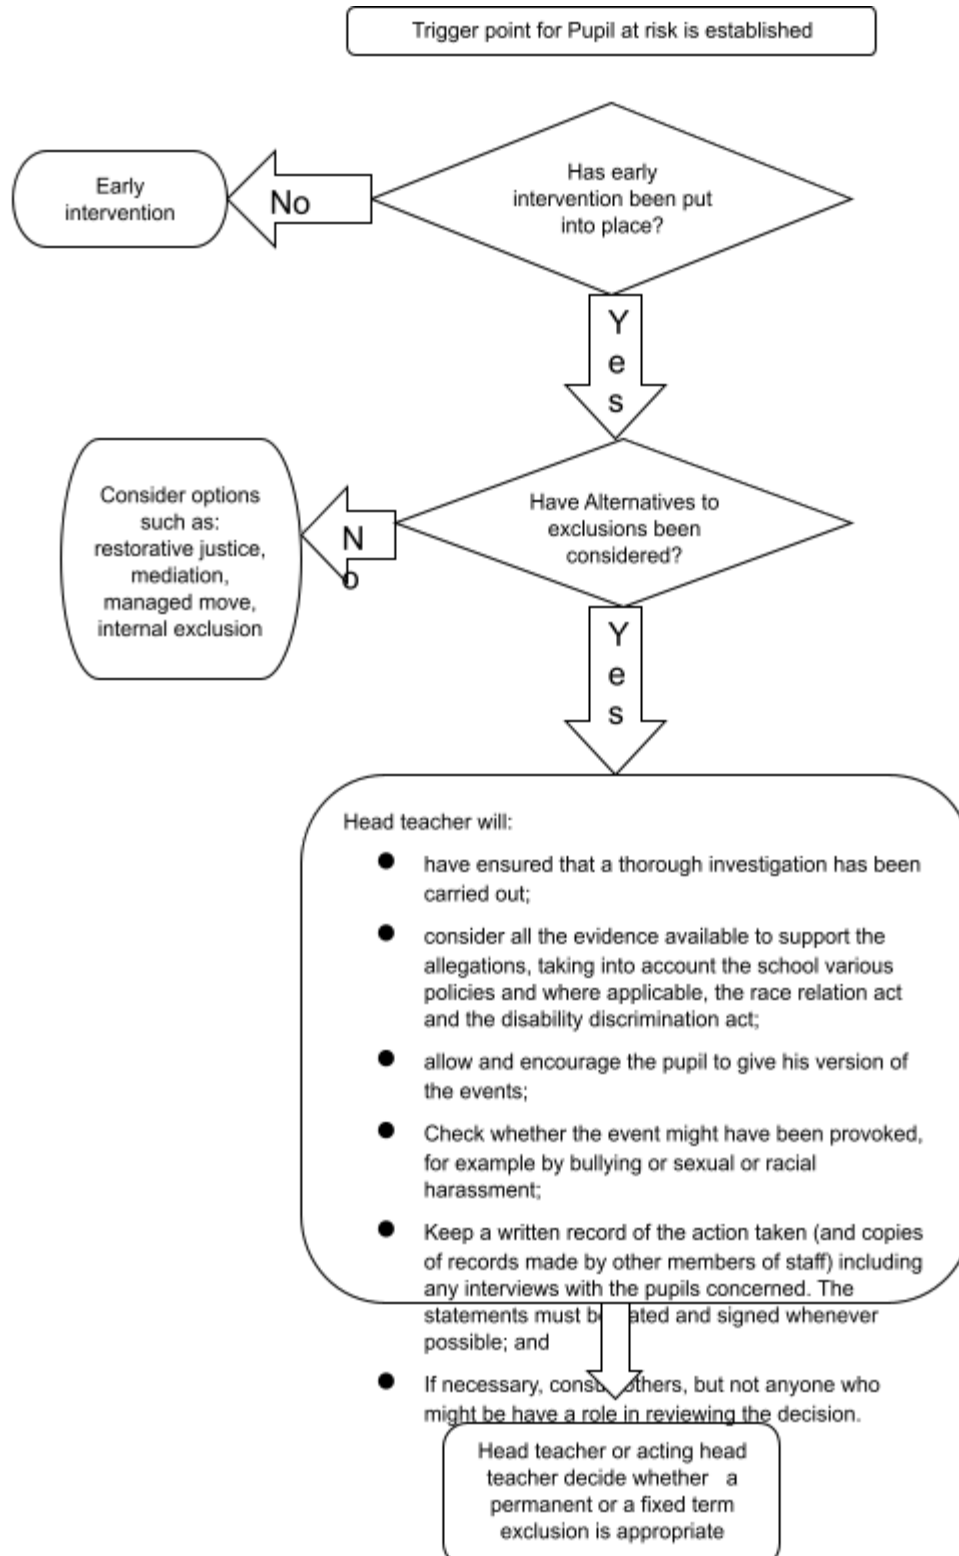 Trigger point for Pupil at risk is established
Has early
intervention been put
into place?
No
Early
intervention
Y
e
s
Have Alternatives to
exclusions been
considered?
N
o
Consider options
such as:
restorative justice,
mediation,
managed move,
internal exclusion
Y
e
s
Head teacher will:
● have ensured that a thorough investigation has been
carried out;
● consider all the evidence available to support the
allegations, taking into account the school various
policies and where applicable, the race relation act
and the disability discrimination act;
● allow and encourage the pupil to give his version of
the events;
● Check whether the event might have been provoked,
for example by bullying or sexual or racial
harassment;
● Keep a written record of the action taken (and copies
of records made by other members of staff) including
any interviews with the pupils concerned. The
statements must be dated and signed whenever
possible; and
● If necessary, consult others, but not anyone who
might be have a role in reviewing the decision.
Head teacher or acting head
teacher decide whether a
permanent or a fixed term
exclusion is appropriate